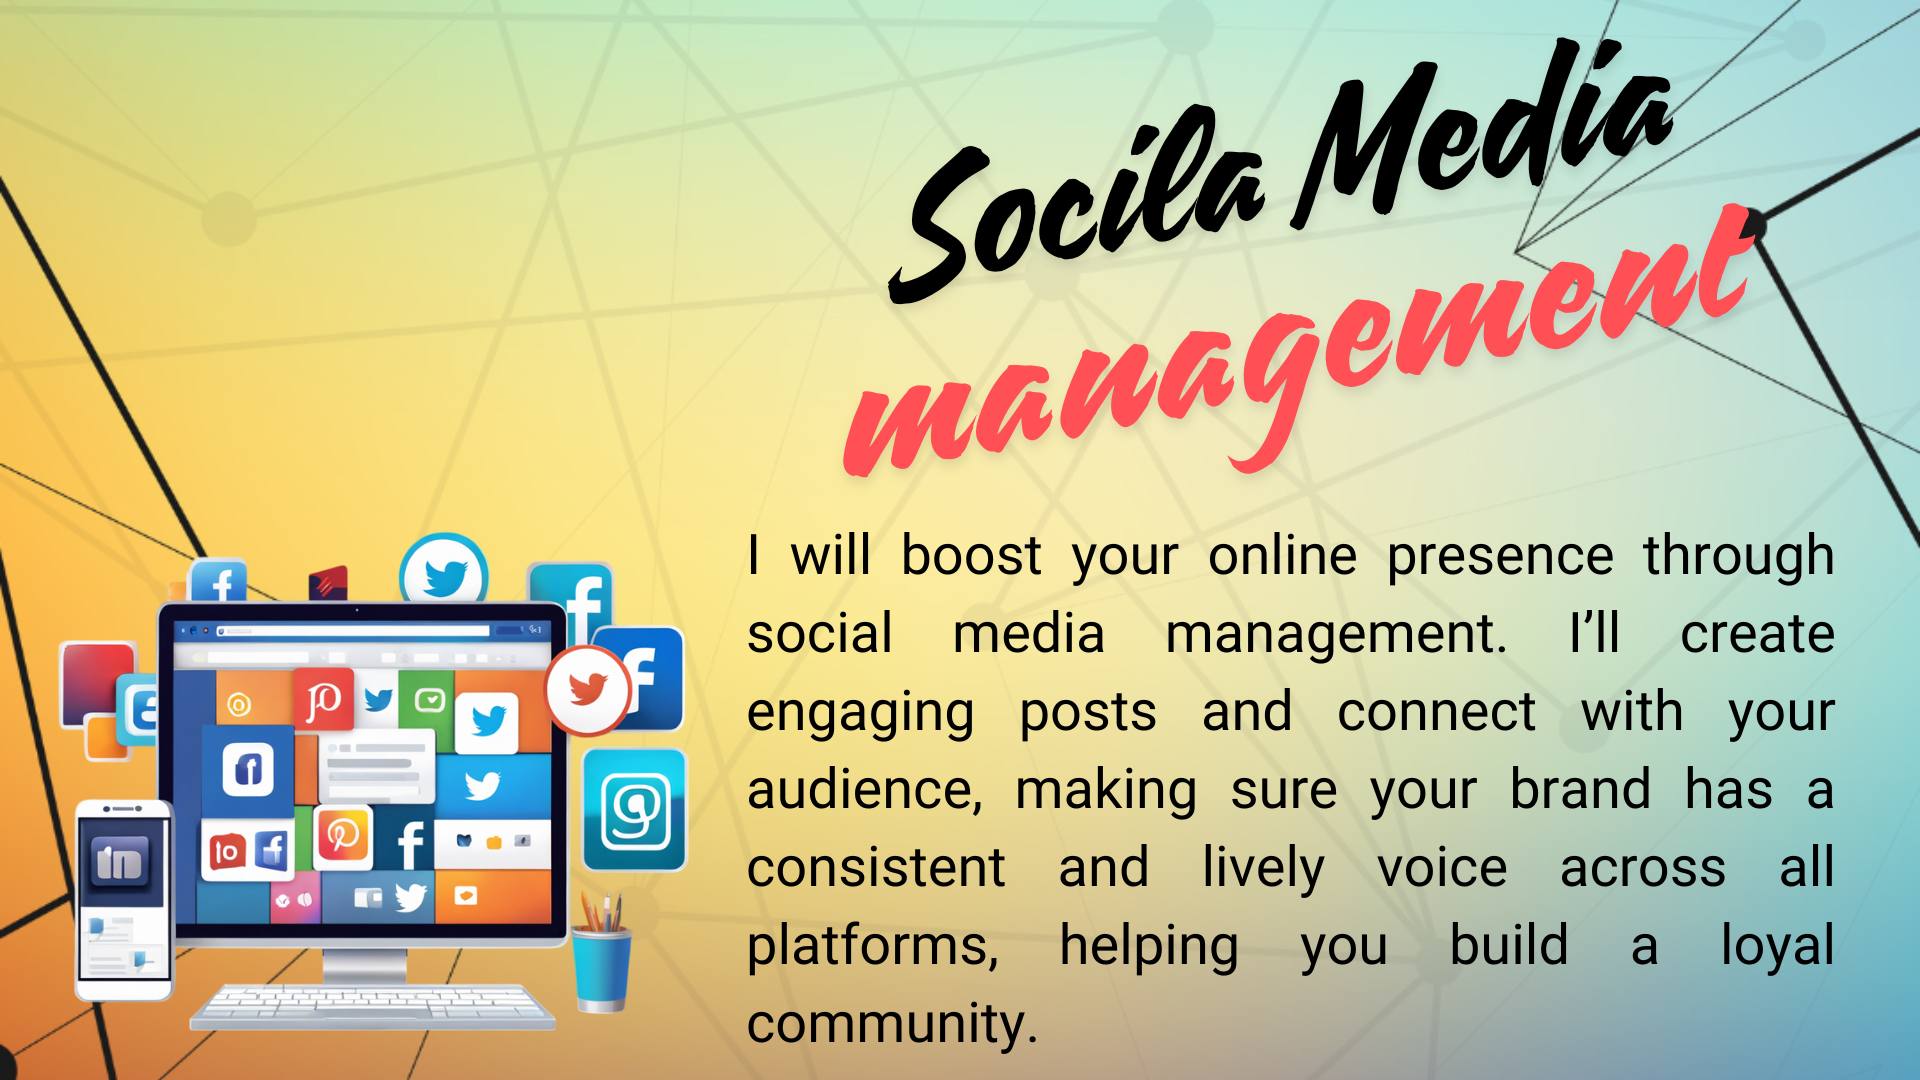 Socila Media
management
I will boost your online presence through
social media management. I’ll create
engaging posts and connect with your
audience, making sure your brand has a
consistent and lively voice across all
platforms, helping you build a loyal
community.
in